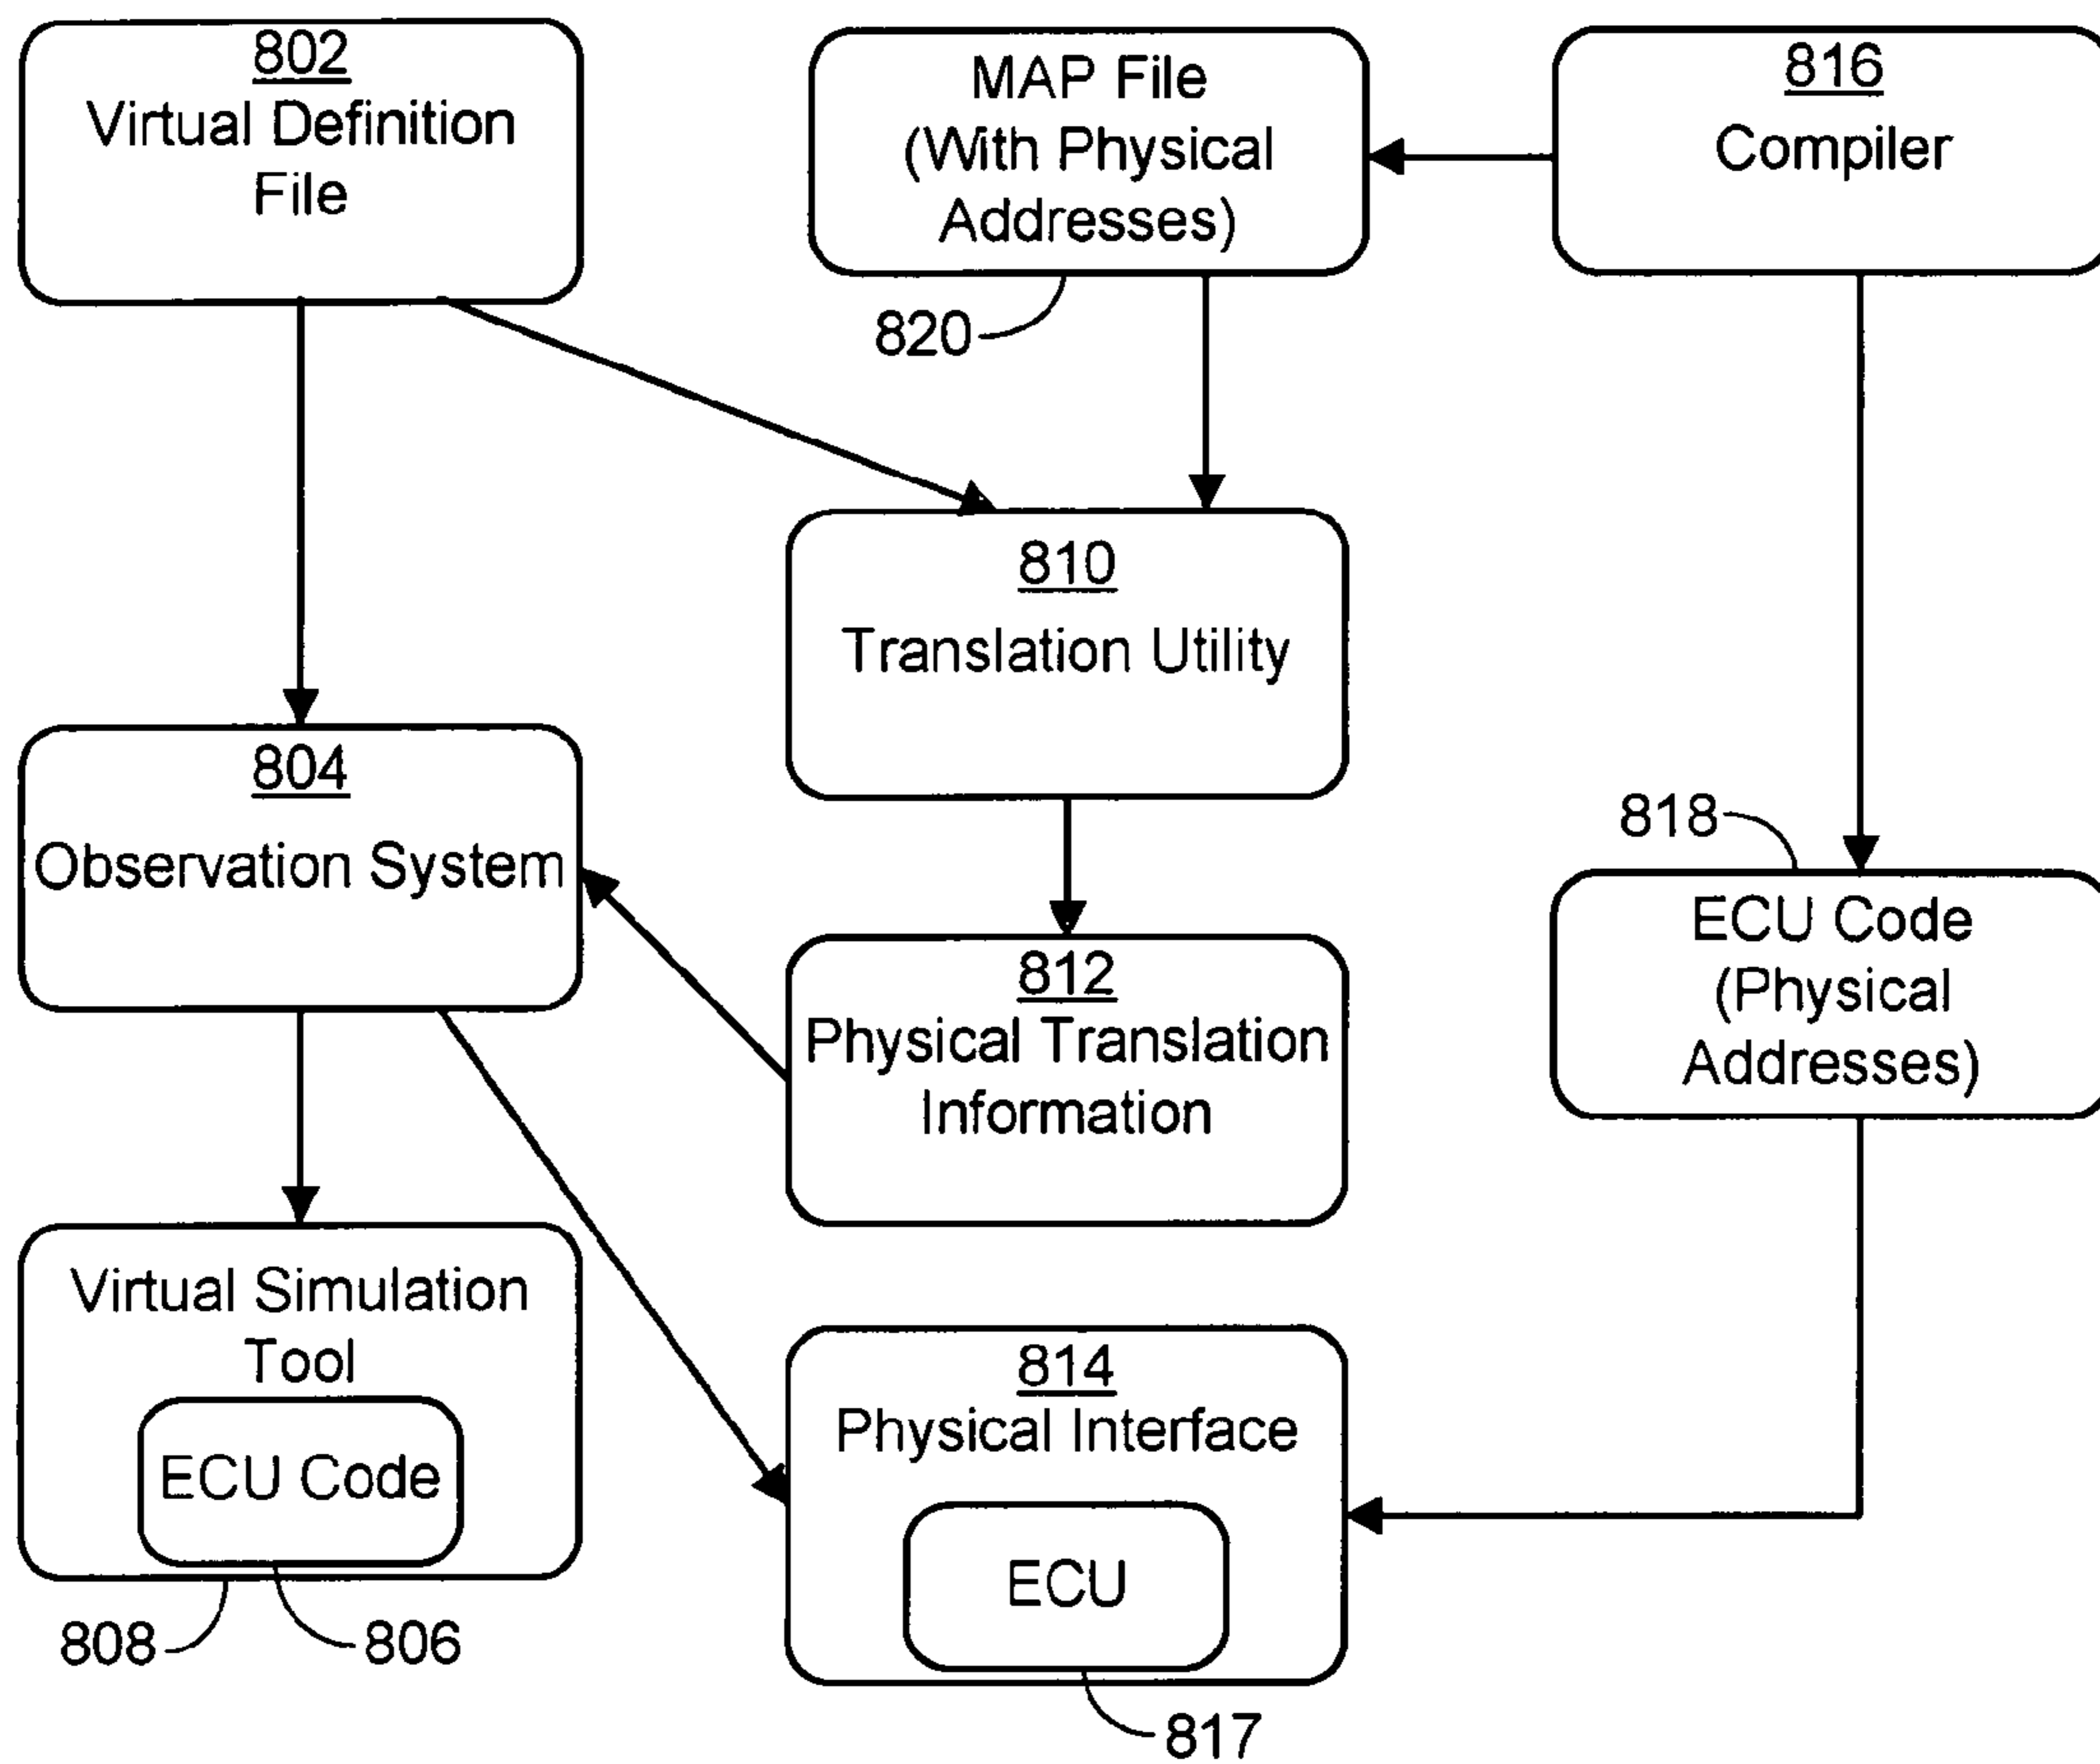 802
Virtual Definition
File
MAP File
(With Physical
Addresses)
816
Compiler
820
810
Translation Utility
804
Observation System
818
ECU Code
(Physical
Addresses)
812
Physical Translation
Information
Virtual Simulation
Tool
ECU Code
808
806
814
Physical Interface
ECU
817